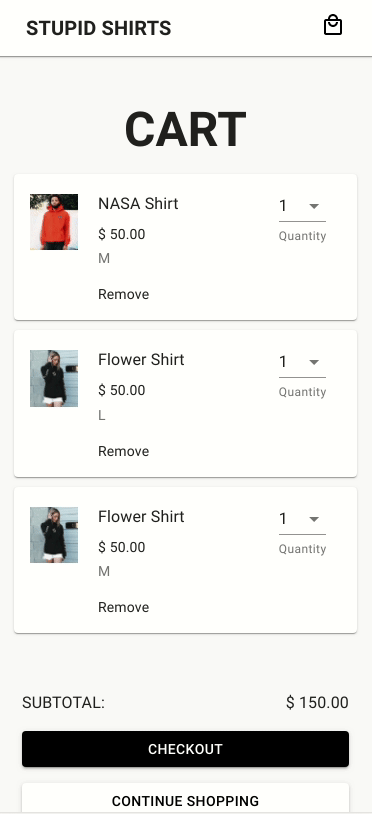 STUPID SHIRTS
CART
NASA Shirt
1
$ 50.00
Quantity
M
Remove
Flower Shirt
1
$ 50.00
Quantity
L
Remove
Flower Shirt
1
$ 50.00
Quantity
M
Remove
SUBTOTAL: $ 150.00
CHECKOUT
CONTINUE SHOPPING